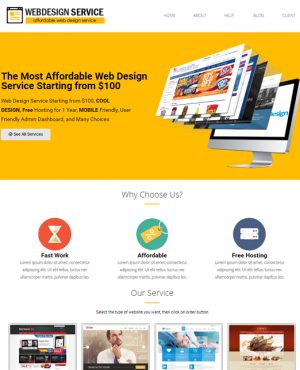 WEBDESIGN SERVICE
affordable web design service
HOME ABOUT HELP BLOG CLIENT
The Most Affordable Web Design
Service Starting from $100
Web Design Service Starting from $100, COOL
DESIGN, Free Hosting for 1 Year, MOBILE Friendly, User
Friendly Admin Dashboard, and Many Choices
See All Services
Why Choose Us?
Fast Work
Affordable
Free Hosting
Lorem ipsum dolor sit amet, consectetur
adipiscing elit. Ut elit tellus, luctus nec
ullamcorper mattis, pulvinar dapibus leo.
Lorem ipsum dolor sit amet, consectetur
adipiscing elit. Ut elit tellus, luctus nec
ullamcorper mattis, pulvinar dapibus leo.
Lorem ipsum dolor sit amet, consectetur
adipiscing elit. Ut elit tellus, luctus nec
ullamcorper mattis, pulvinar dapibus leo.
Our Service
Select the type of website you want, then click on order button